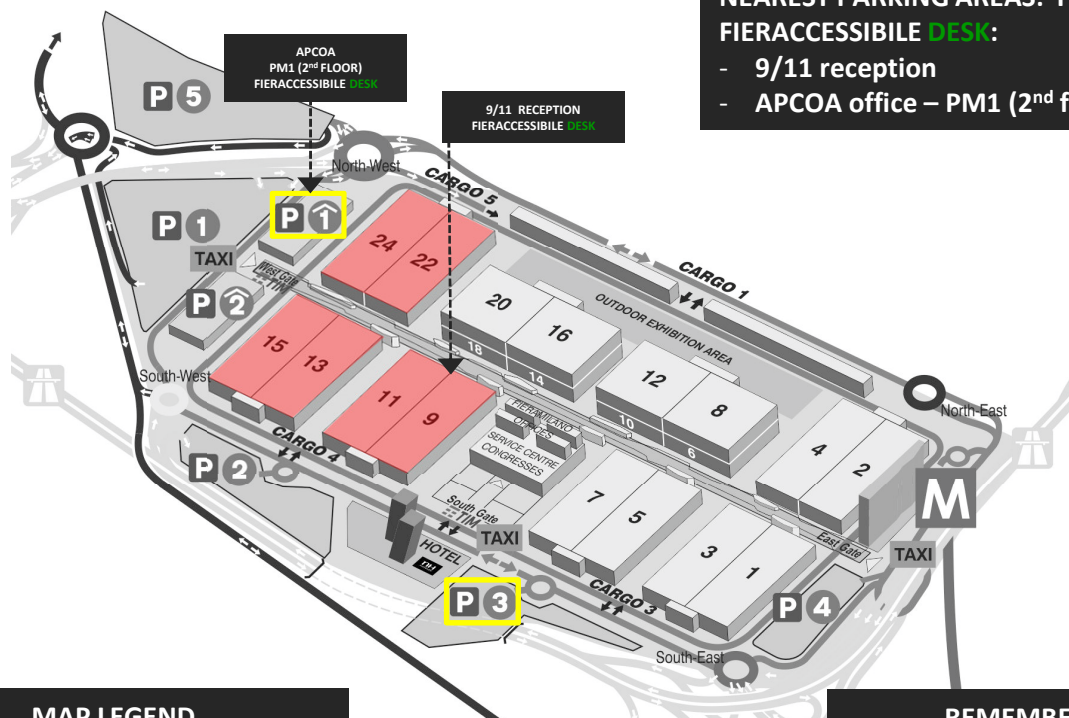 NEAREST PARKING AREAS:
FIERACCESSIBILE DESK:
- 9/11 reception
- APCOA office – PM1 (2nd f
APCOA
PM1 (2nd FLOOR)
FIERACCESSIBILE DESK
9/11 RECEPTION
FIERACCESSIBILE DESK
P 5
North-West
CARGO 5
P 1
P 1
TAXI
West Gate
TIM
P 2
24
22
CARGO 1
OUTDOOR EXHIBITION AREA
20
16
18
14
15
13
12
8
10
6
South-West
11
9
FIERAMILANO
OFFICES
SERVICE CENTRE
CONGRESSES
North-East
4
2
M
CARGO 4
P 2
7
5
South Gate
TIM
TAXI
HOTEL
nh
3
1
East Gate
TAXI
P 3
CARGO 3
P 4
South-East
MAP LEGEND
REMEMBE